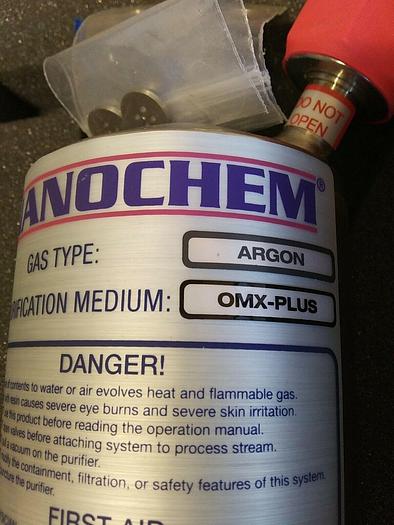 DO NOT
OPEN
ANOCHEM®
GAS TYPE: ARGON
IFICATION MEDIUM: OMX-PLUS
DANGER!
of contents to water or air evolves heat and flammable gas.
resin causes severe eye burns and severe skin irritation.
this product before reading the operation manual.
valves before attaching system to process stream.
a vacuum on the purifier.
the containment, filtration, or safety features of this system.
the purifier.
FIRST AID